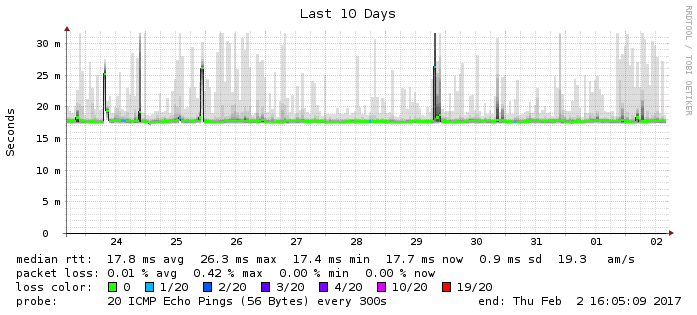 Last 10 Days
RRDTOOL / TOBI OETIKER
Seconds
30 m
25 m
20 m
15 m
10 m
5 m
0
24 25 26 27 28 29 30 31 01 02
median rtt: 17.8 ms avg 26.3 ms max 17.4 ms min 17.7 ms now 0.9 ms sd 19.3 am/s
packet loss: 0.01 % avg 0.42 % max 0.00 % min 0.00 % now
loss color: 0 1/20 2/20 3/20 4/20 10/20 19/20
probe: 20 ICMP Echo Pings (56 Bytes) every 300s end: Thu Feb 2 16:05:09 2017